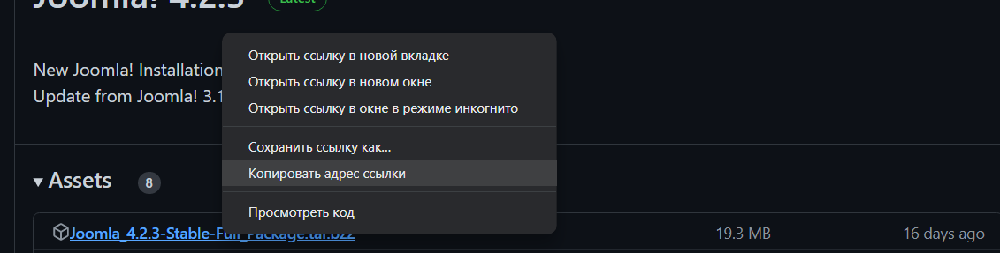 Joomla! 4.2.3 Latest
New Joomla! Installation
Update from Joomla! 3.1
Открыть ссылку в новой вкладке
Открыть ссылку в новом окне
Открыть ссылку в окне в режиме инкогнито
Сохранить ссылку как...
Копировать адрес ссылки
Просмотреть код
Assets 8
Joomla_4.2.3-Stable-Full_Package.tar.bz2 19.3 MB 16 days ago